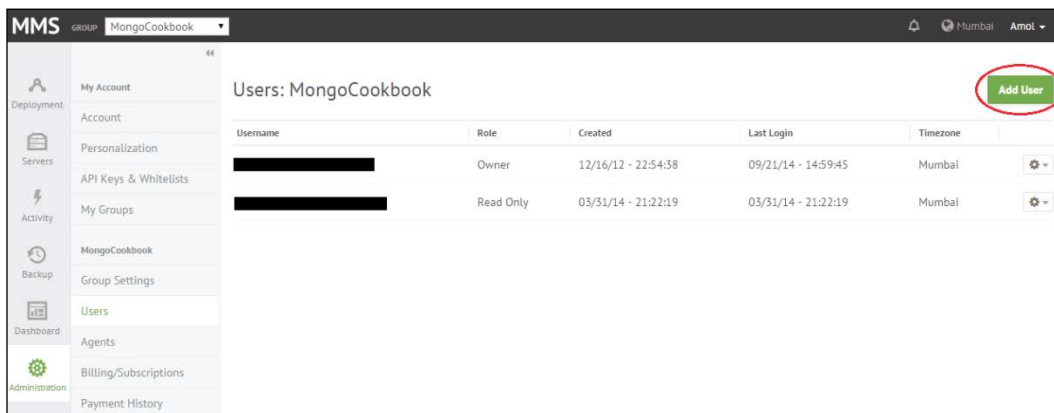 MMS GROUP MongoCookbook Mumbai Amol
Deployment
Servers
Activity
Backup
Dashboard
Administration
My Account
Account
Personalization
API Keys & Whitelists
My Groups
MongoCookbook
Group Settings
Users
Agents
Billing/Subscriptions
Payment History
Users: MongoCookbook
Add User
Username Role Created Last Login Timezone
Owner 12/16/12 - 22:54:38 09/21/14 - 14:59:45 Mumbai
Read Only 03/31/14 - 21:22:19 03/31/14 - 21:22:19 Mumbai